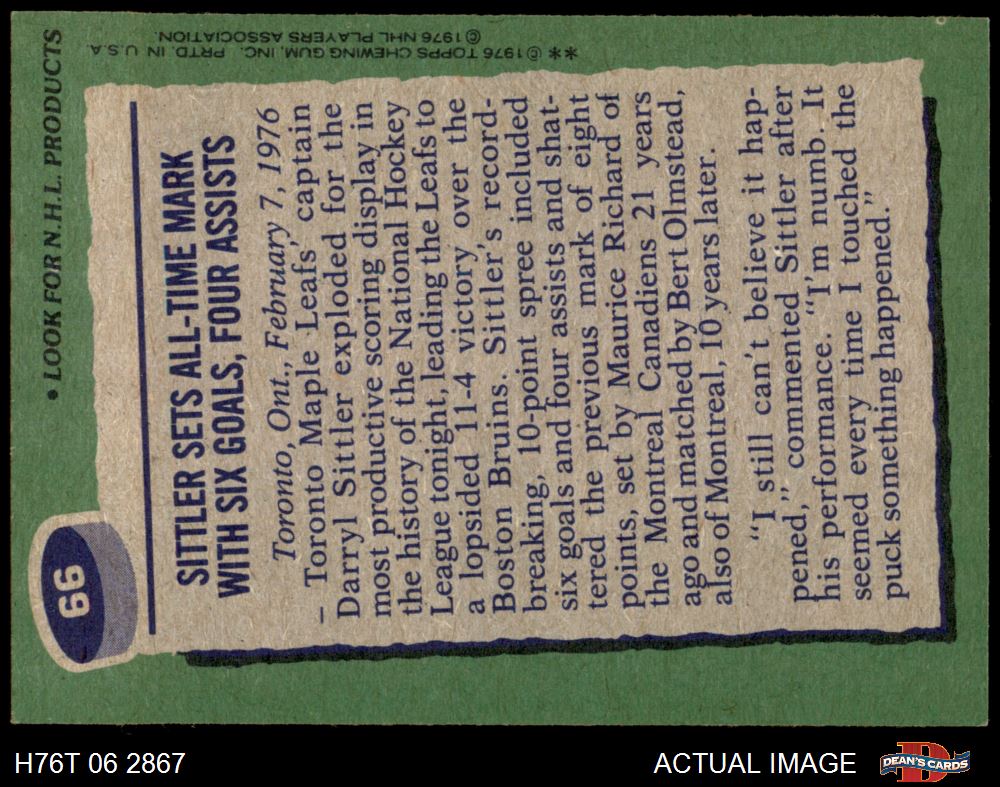 • LOOK FOR N.H.L. PRODUCTS
66
SITTLER SETS ALL-TIME MARK
WITH SIX GOALS, FOUR ASSISTS
Toronto, Ont., February 7, 1976
– Toronto Maple Leafs' captain
Darryl Sittler exploded for the
most productive scoring display in
the history of the National Hockey
League tonight, leading the Leafs to
a lopsided 11-4 victory over the
Boston Bruins. Sittler's record-
breaking, 10-point spree included
six goals and four assists and shat-
tered the previous mark of eight
points, set by Maurice Richard of
the Montreal Canadiens 21 years
ago and matched by Bert Olmstead,
also of Montreal, 10 years later.
"I still can't believe it hap-
pened," commented Sittler after
his performance. "I'm numb. It
seemed every time I touched the
puck something happened."
** © 1976 TOPPS CHEWING GUM, INC. PRTD. IN U.S.A.
© 1976 NHL PLAYERS ASSOCIATION.
H76T 06 2867
ACTUAL IMAGE
DEAN'S CARDS